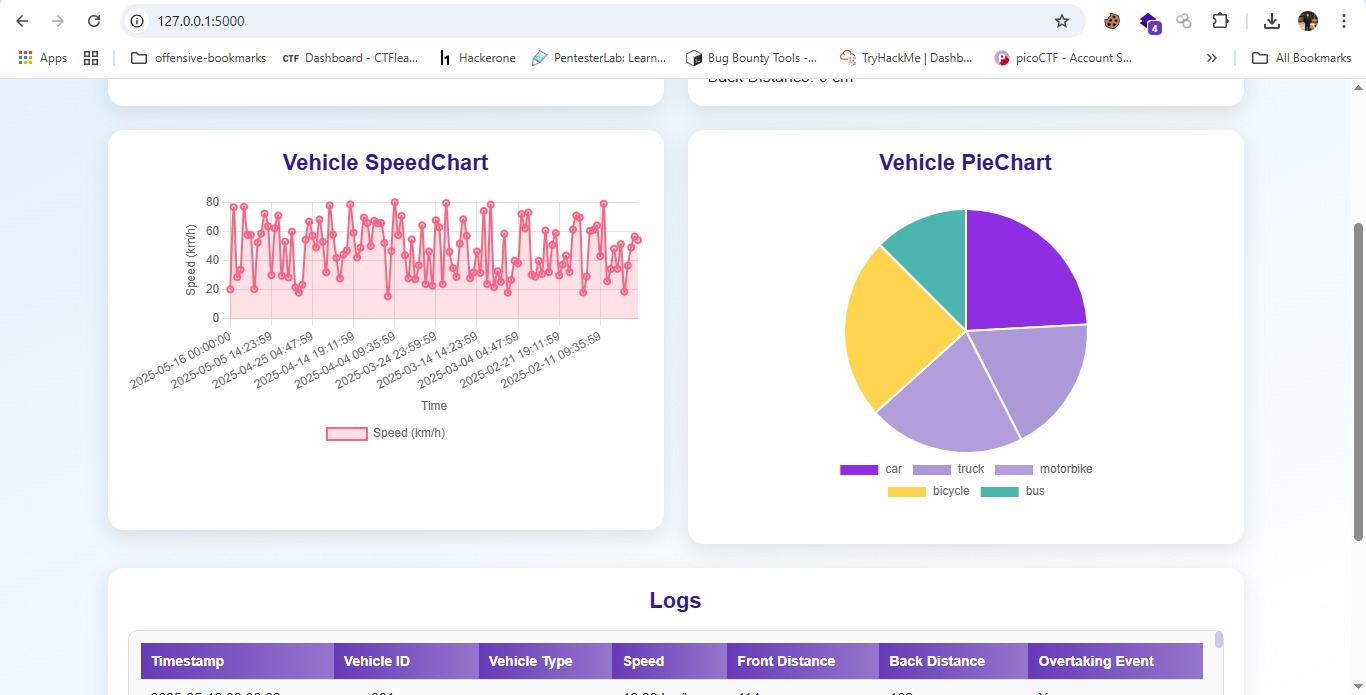 127.0.0.1:5000
4
Apps
offensive-bookmarks
CTF Dashboard - CTFlea...
Hackerone
PentesterLab: Learn...
Bug Bounty Tools -...
TryHackMe | Dashb...
picoCTF - Account S...
»
All Bookmarks
Back Distance: 0 cm
Vehicle SpeedChart
80
60
40
20
0
Speed (km/h)
2025-05-16 00:00:00
2025-05-05 14:23:59
2025-04-25 04:47:59
2025-04-14 19:11:59
2025-04-04 09:35:59
2025-03-24 23:59:59
2025-03-14 14:23:59
2025-03-04 04:47:59
2025-02-21 19:11:59
2025-02-11 09:35:59
Time
Speed (km/h)
Vehicle PieChart
car truck motorbike
bicycle bus
Logs
Timestamp Vehicle ID Vehicle Type Speed Front Distance Back Distance Overtaking Event